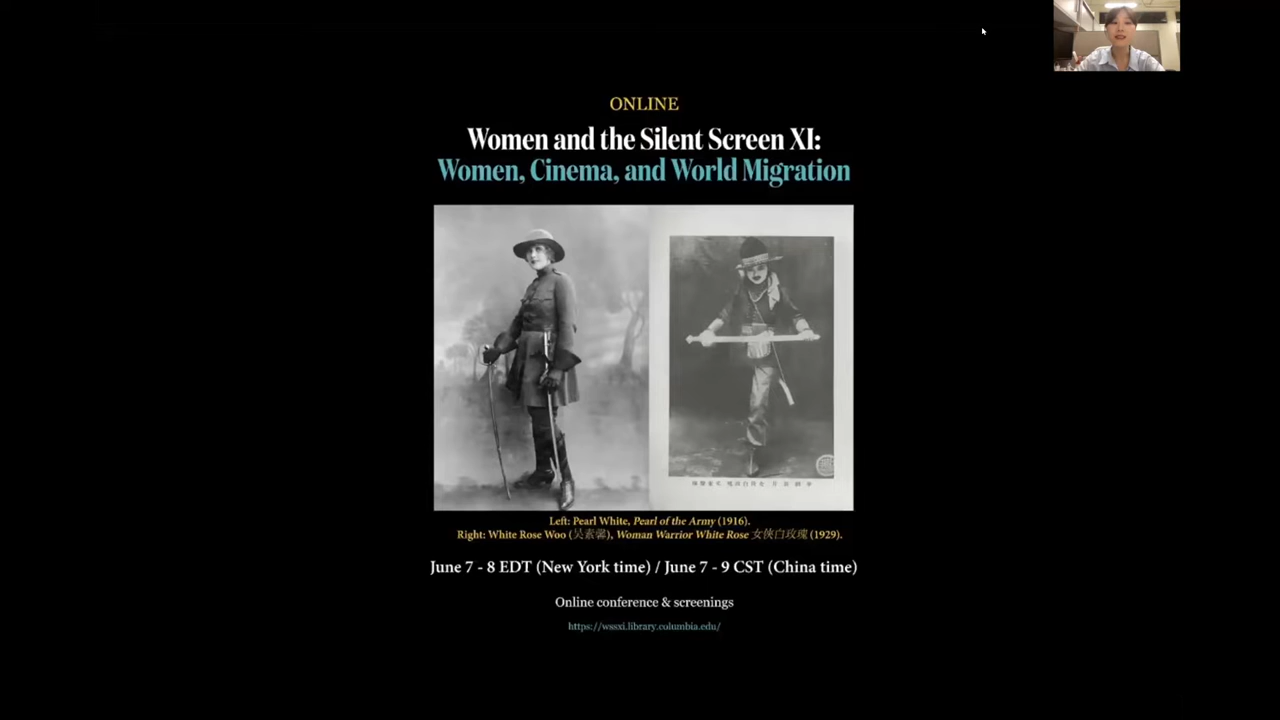 ONLINE
Women and the Silent Screen XI:
Women, Cinema, and World Migration
Left: Pearl White, Pearl of the Army (1916).
Right: White Rose Woo (吴素馨), Woman Warrior White Rose 女侠白玫瑰 (1929).
June 7 - 8 EDT (New York time) / June 7 - 9 CST (China time)
Online conference & screenings
https://wssxi.library.columbia.edu/